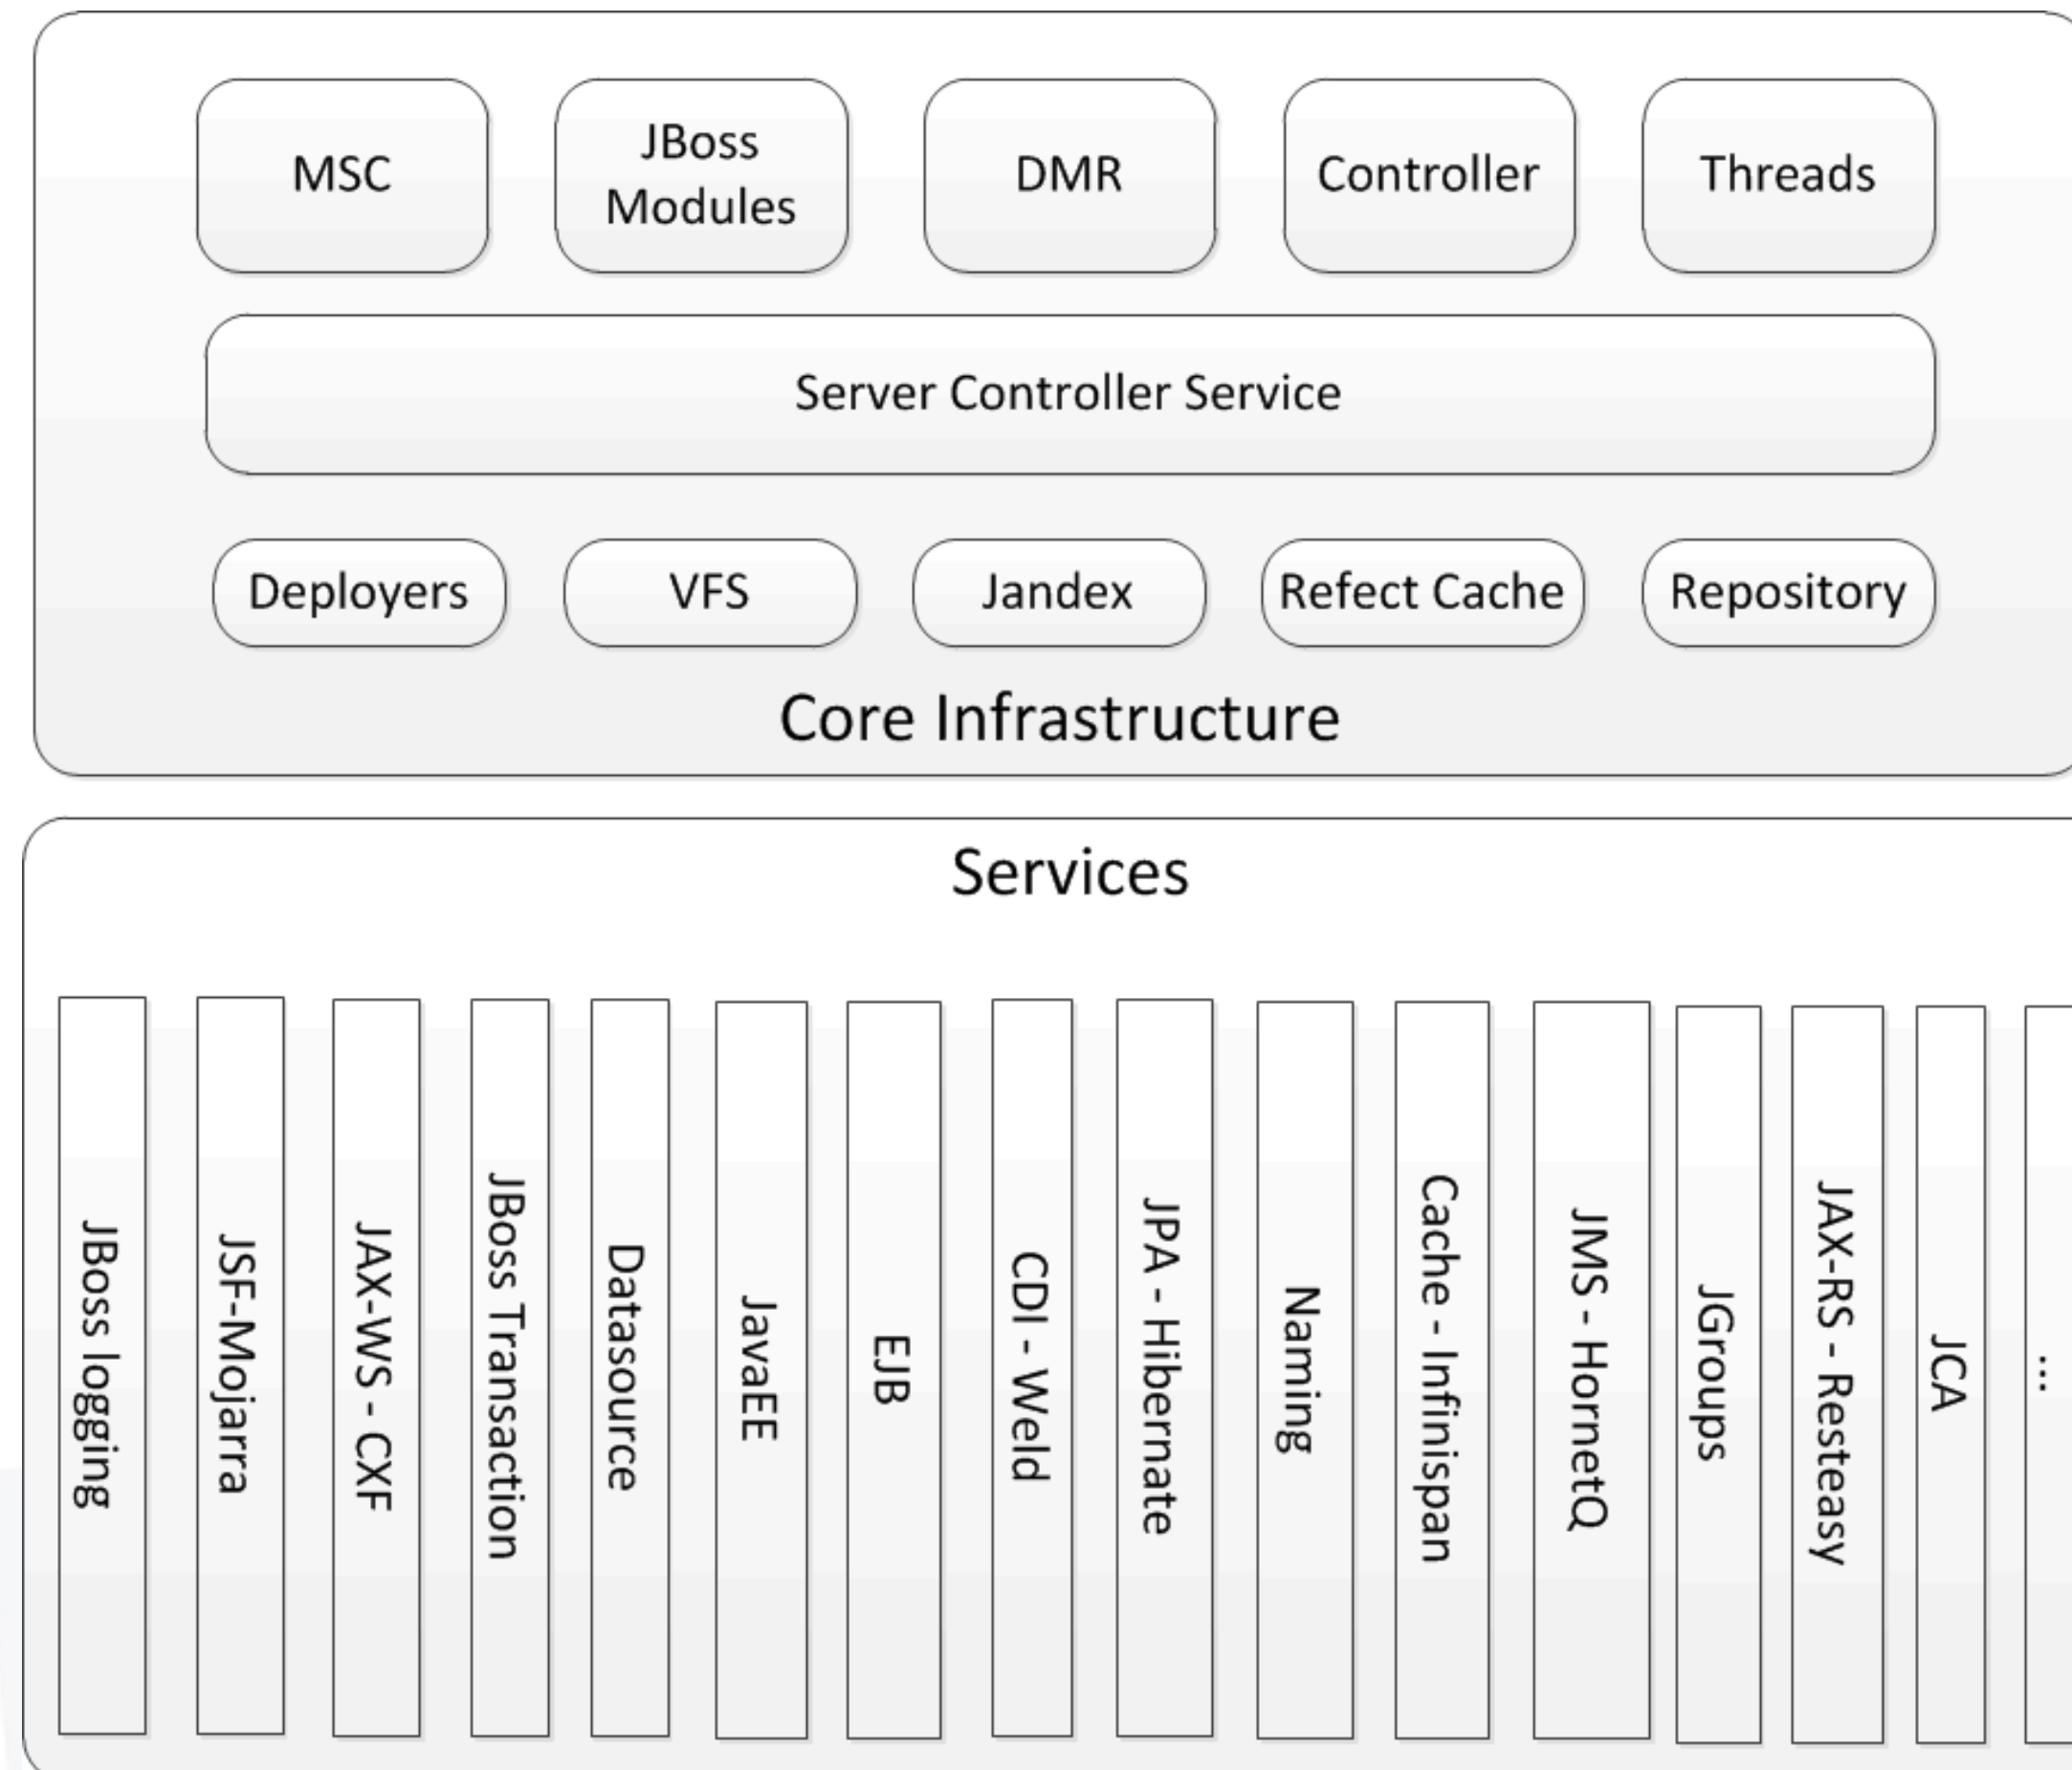 MSC
JBoss
Modules
DMR
Controller
Threads
Server Controller Service
Deployers
VFS
Jandex
Refect Cache
Repository
Core Infrastructure
Services
JBoss logging
JSF-Mojarra
JAX-WS - CXF
JBoss Transaction
Datasource
JavaEE
EJB
CDI - Weld
JPA - Hibernate
Naming
Cache - Infinispan
JMS - HornetQ
JGroups
JAX-RS - Resteasy
JCA
...